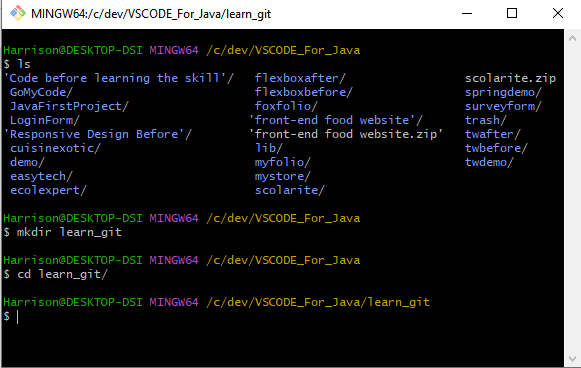 MINGW64:/c/dev/VSCODE_For_Java/learn_git
Harrison@DESKTOP-DSI MINGW64 /c/dev/VSCODE_For_Java
$ ls
'Code before learning the skill'/   flexboxafter/                  scolarite.zip
 GoMyCode/                          flexboxbefore/                 springdemo/
 JavaFirstProject/                  foxfolio/                      surveyform/
 LoginForm/                        'front-end food website'/       trash/
'Responsive Design Before'/        'front-end food website.zip'    twafter/
 cuisinexotic/                      lib/                           twbefore/
 demo/                              myfolio/                       twdemo/
 easytech/                          mystore/
 ecolexpert/                        scolarite/
Harrison@DESKTOP-DSI MINGW64 /c/dev/VSCODE_For_Java
$ mkdir learn_git
Harrison@DESKTOP-DSI MINGW64 /c/dev/VSCODE_For_Java
$ cd learn_git/
Harrison@DESKTOP-DSI MINGW64 /c/dev/VSCODE_For_Java/learn_git
$